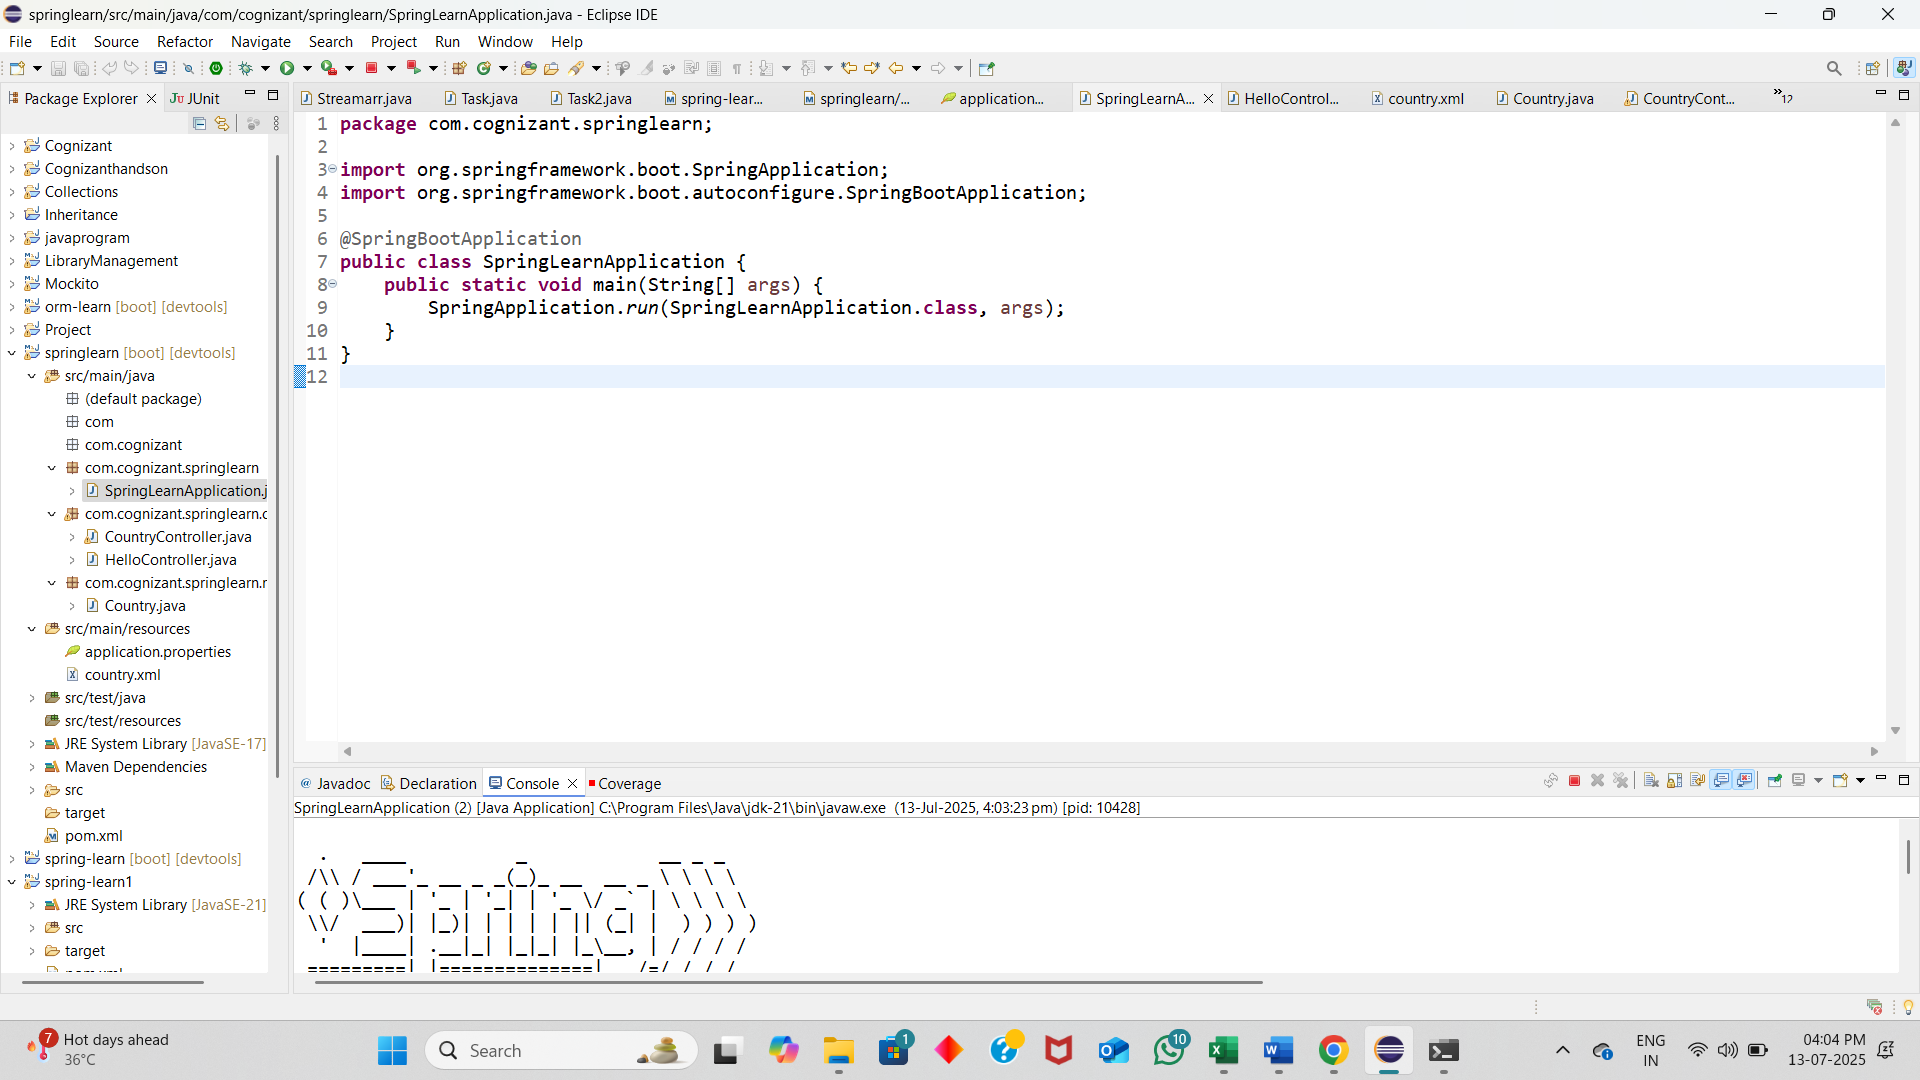 springlearn/src/main/java/com/cognizant/springlearn/SpringLearnApplication.java - Eclipse IDE
File Edit Source Refactor Navigate Search Project Run Window Help
Package Explorer JUnit
Streamarr.java Task.java Task2.java spring-lear... springlearn/... application... SpringLearnA... HelloControl... country.xml Country.java CountryCont... »12
Cognizant
Cognizanthandson
Collections
Inheritance
javaprogram
LibraryManagement
Mockito
orm-learn [boot] [devtools]
Project
springlearn [boot] [devtools]
src/main/java
(default package)
com
com.cognizant
com.cognizant.springlearn
SpringLearnApplication.j
com.cognizant.springlearn.c
CountryController.java
HelloController.java
com.cognizant.springlearn.r
Country.java
src/main/resources
application.properties
country.xml
src/test/java
src/test/resources
JRE System Library [JavaSE-17]
Maven Dependencies
src
target
pom.xml
spring-learn [boot] [devtools]
spring-learn1
JRE System Library [JavaSE-21]
src
target
1 package com.cognizant.springlearn;
2
3 import org.springframework.boot.SpringApplication;
4 import org.springframework.boot.autoconfigure.SpringBootApplication;
5
6 @SpringBootApplication
7 public class SpringLearnApplication {
8 public static void main(String[] args) {
9 SpringApplication.run(SpringLearnApplication.class, args);
10 }
11 }
12
@ Javadoc Declaration Console Coverage
SpringLearnApplication (2) [Java Application] C:\Program Files\Java\jdk-21\bin\javaw.exe (13-Jul-2025, 4:03:23 pm) [pid: 10428]
Spring
7 Hot days ahead
36°C
Search
1
10
ENG
IN
04:04 PM
13-07-2025